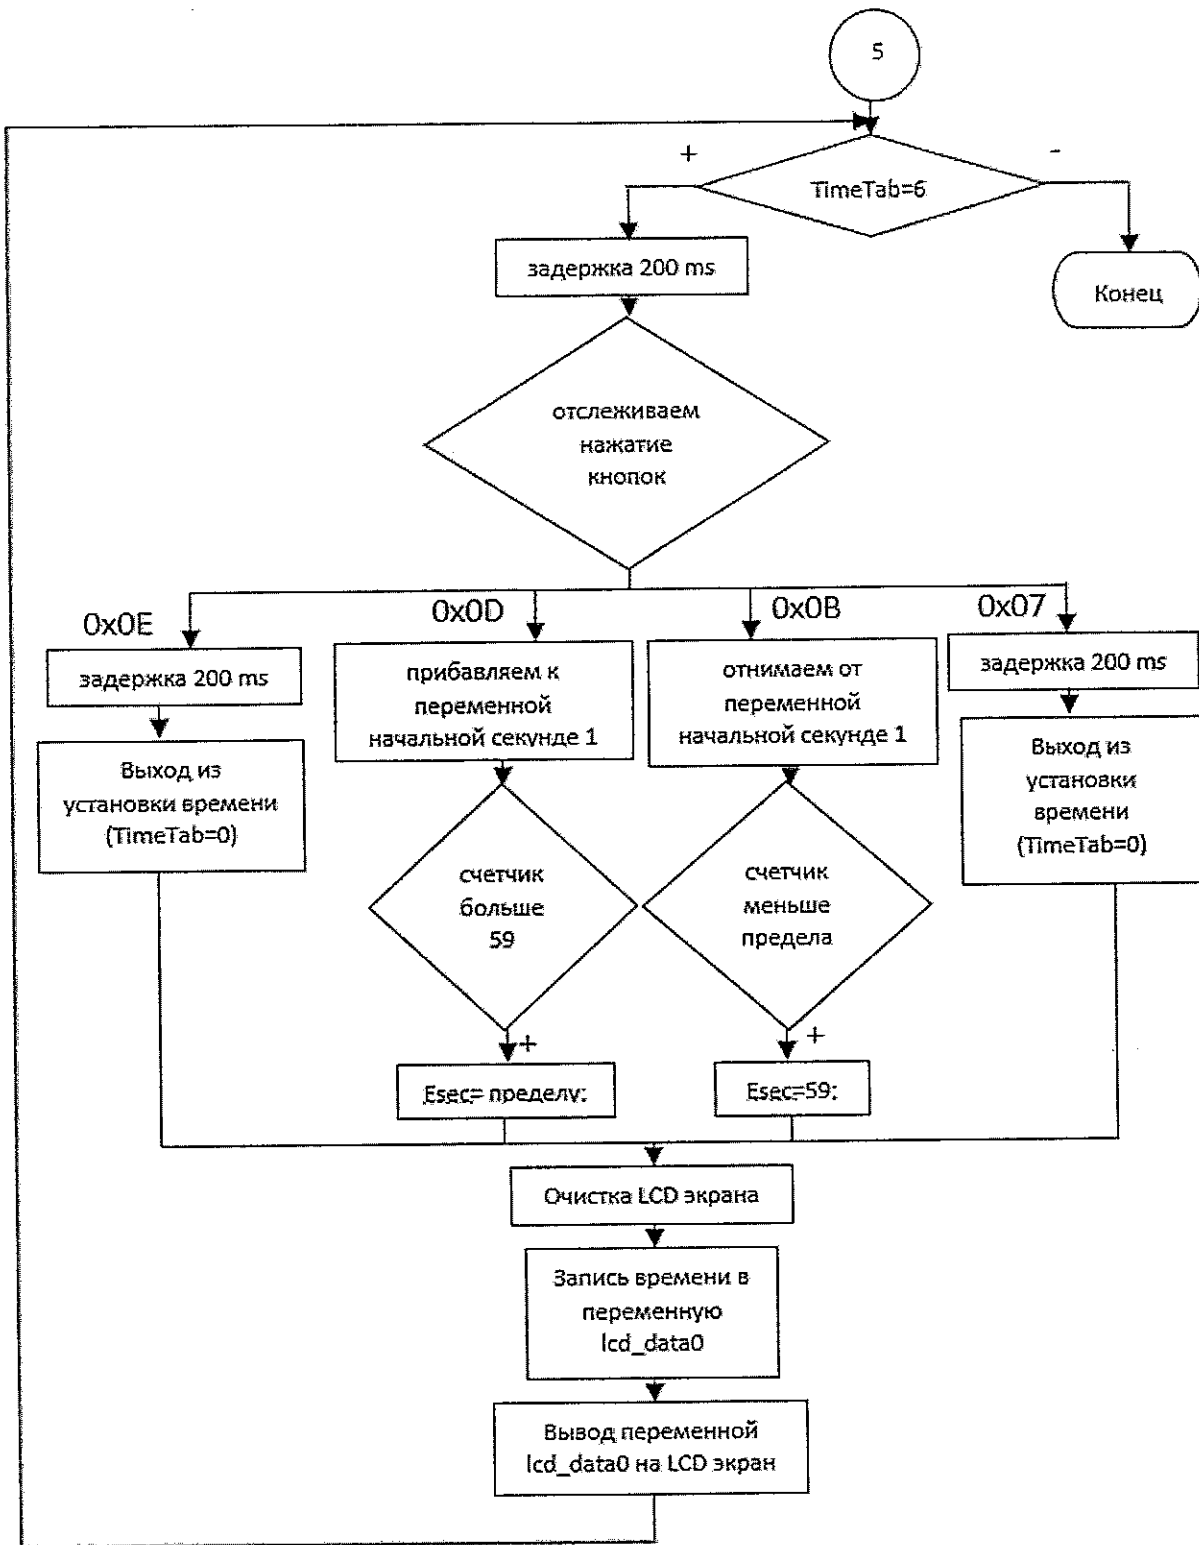 5
+
-
TimeTab=6
задержка 200 ms
Конец
отслеживаем
нажатие
кнопок
0x0E
0x0D
0x0B
0x07
задержка 200 ms
прибавляем к
переменной
начальной секунде 1
отнимаем от
переменной
начальной секунде 1
задержка 200 ms
Выход из
установки времени
(TimeTab=0)
Выход из
установки
времени
(TimeTab=0)
счетчик
больше
59
счетчик
меньше
предела
+
+
Esec= пределу;
Esec=59;
Очистка LCD экрана
Запись времени в
переменную
lcd_data0
Вывод переменной
lcd_data0 на LCD экран